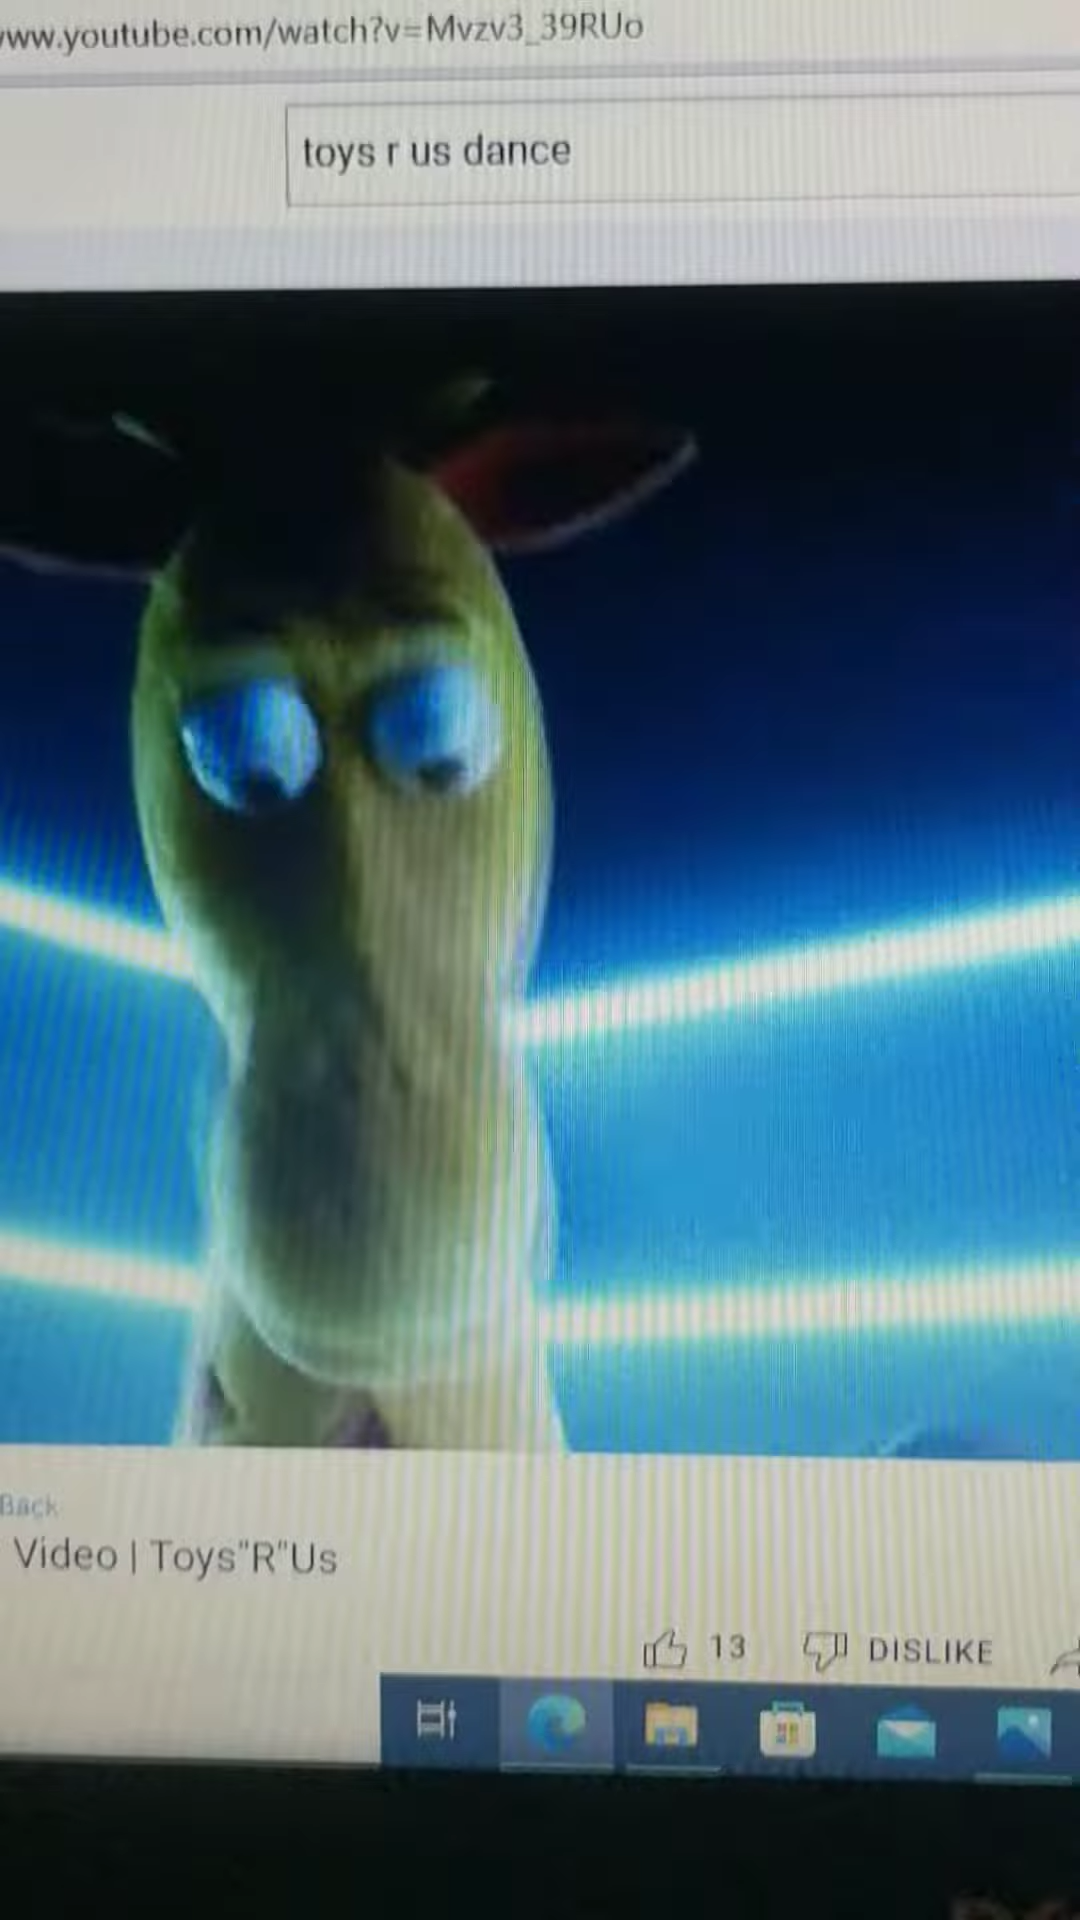 www.youtube.com/watch?v=Mvzv3_39RUo
toys r us dance
Back
Video | Toys"R"Us
13 DISLIKE